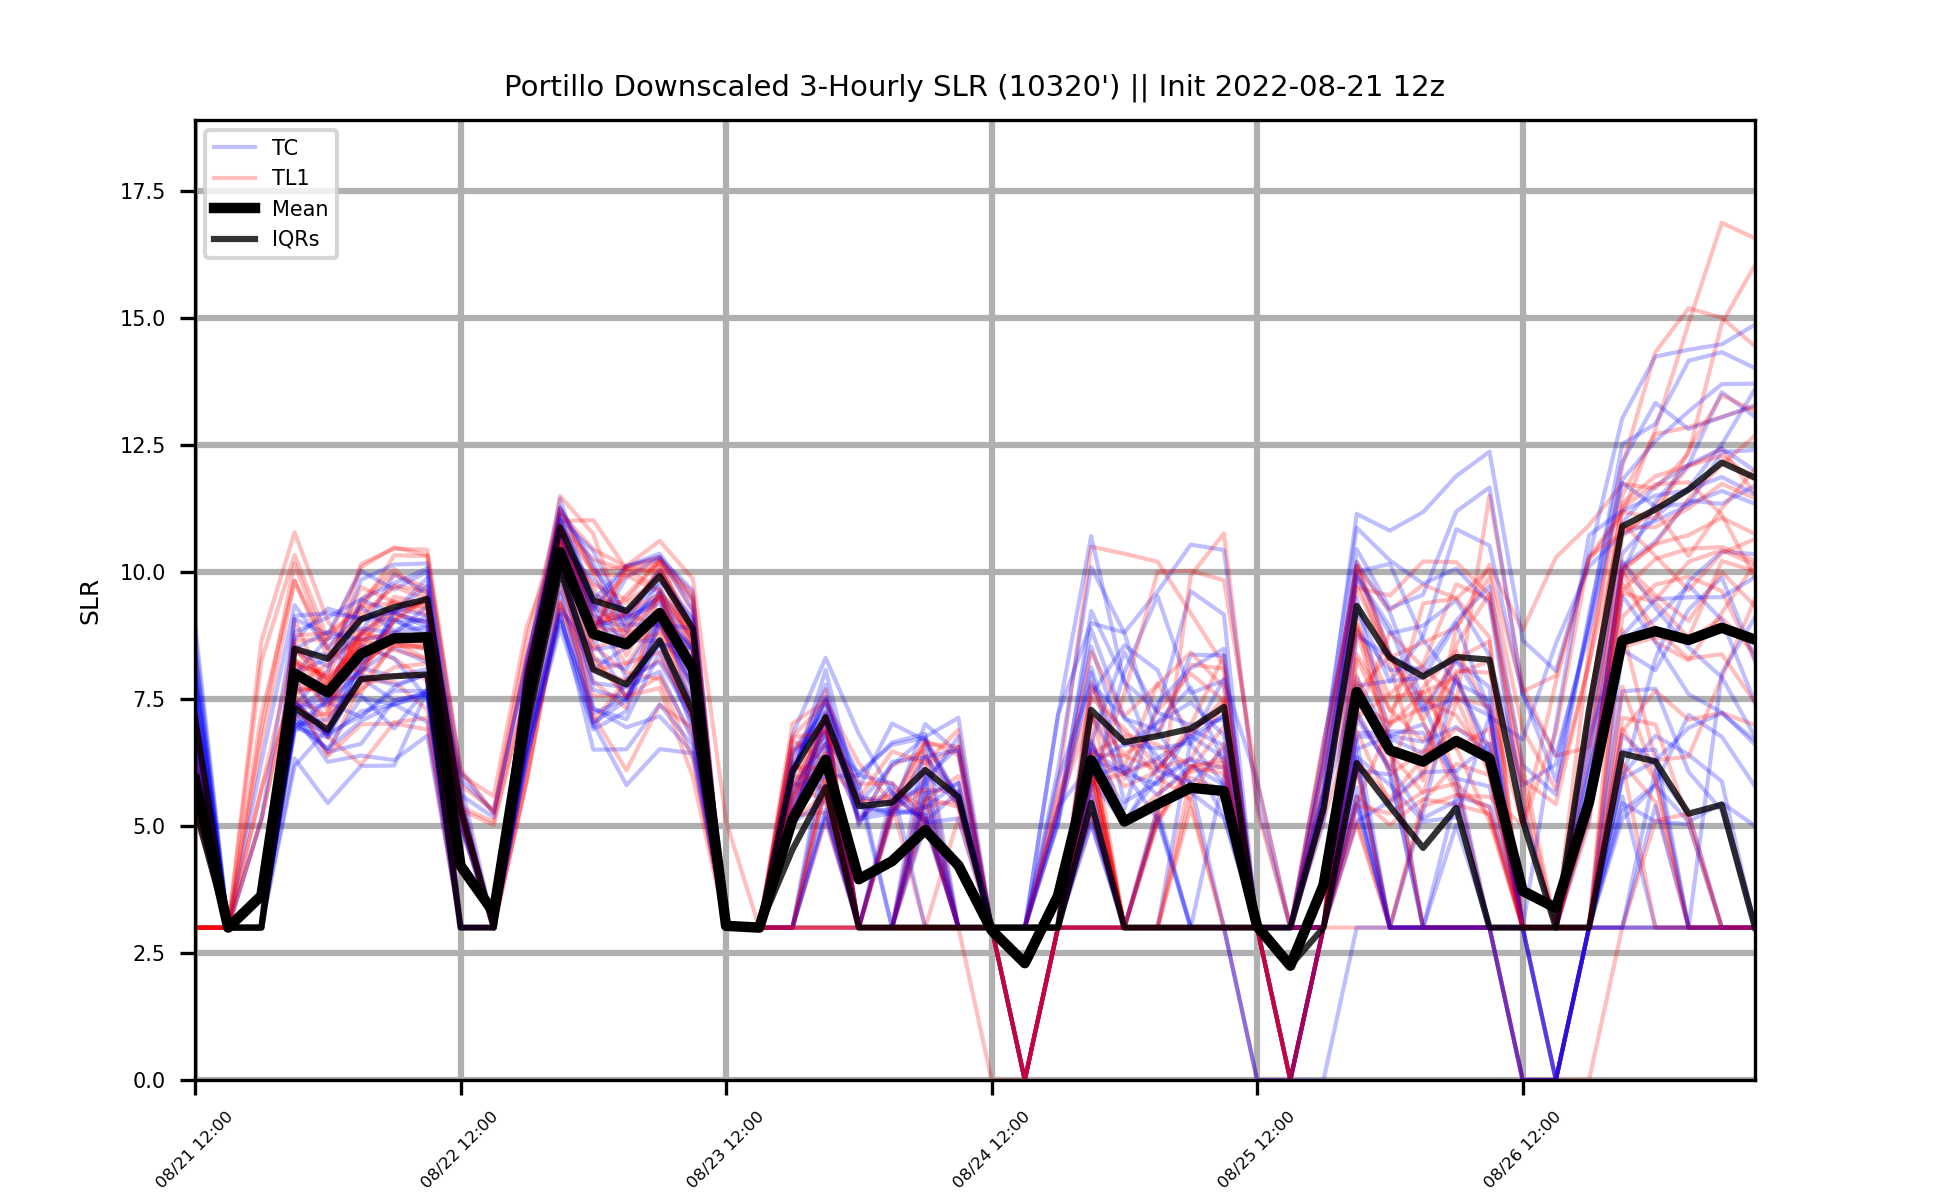 Portillo Downscaled 3-Hourly SLR (10320') || Init 2022-08-21 12z
TC
TL1
Mean
IQRs
SLR
17.5
15.0
12.5
10.0
7.5
5.0
2.5
0.0
08/21 12:00
08/22 12:00
08/23 12:00
08/24 12:00
08/25 12:00
08/26 12:00